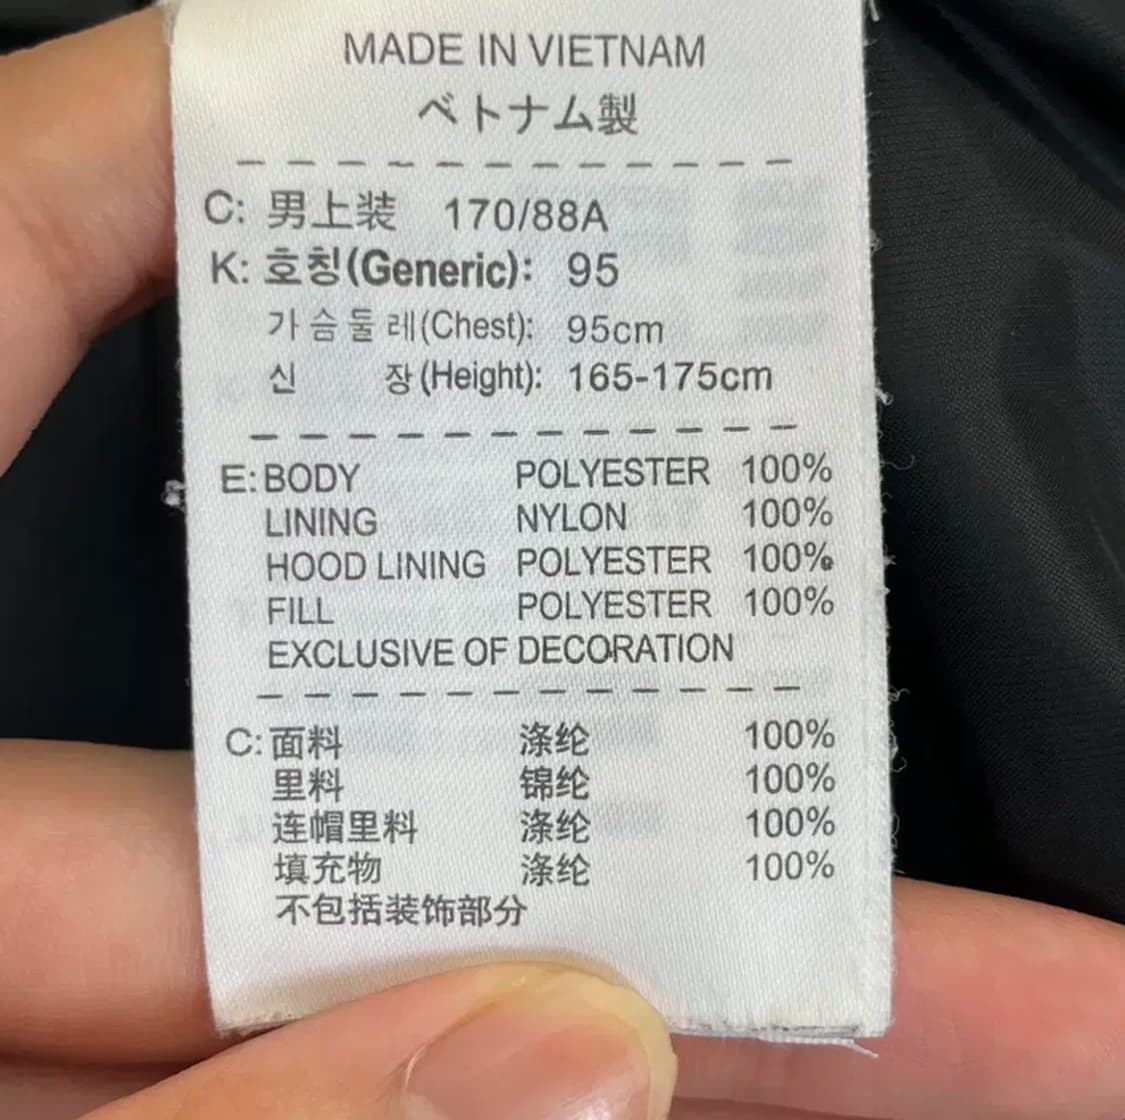 MADE IN VIETNAM
ベトナム製
C: 男上装 170/88A
K: 호칭(Generic): 95
가슴둘레(Chest): 95cm
신 장(Height): 165-175cm
E: BODY POLYESTER 100%
LINING NYLON 100%
HOOD LINING POLYESTER 100%
FILL POLYESTER 100%
EXCLUSIVE OF DECORATION
C: 面料 涤纶 100%
里料 锦纶 100%
连帽里料 涤纶 100%
填充物 涤纶 100%
不包括装饰部分